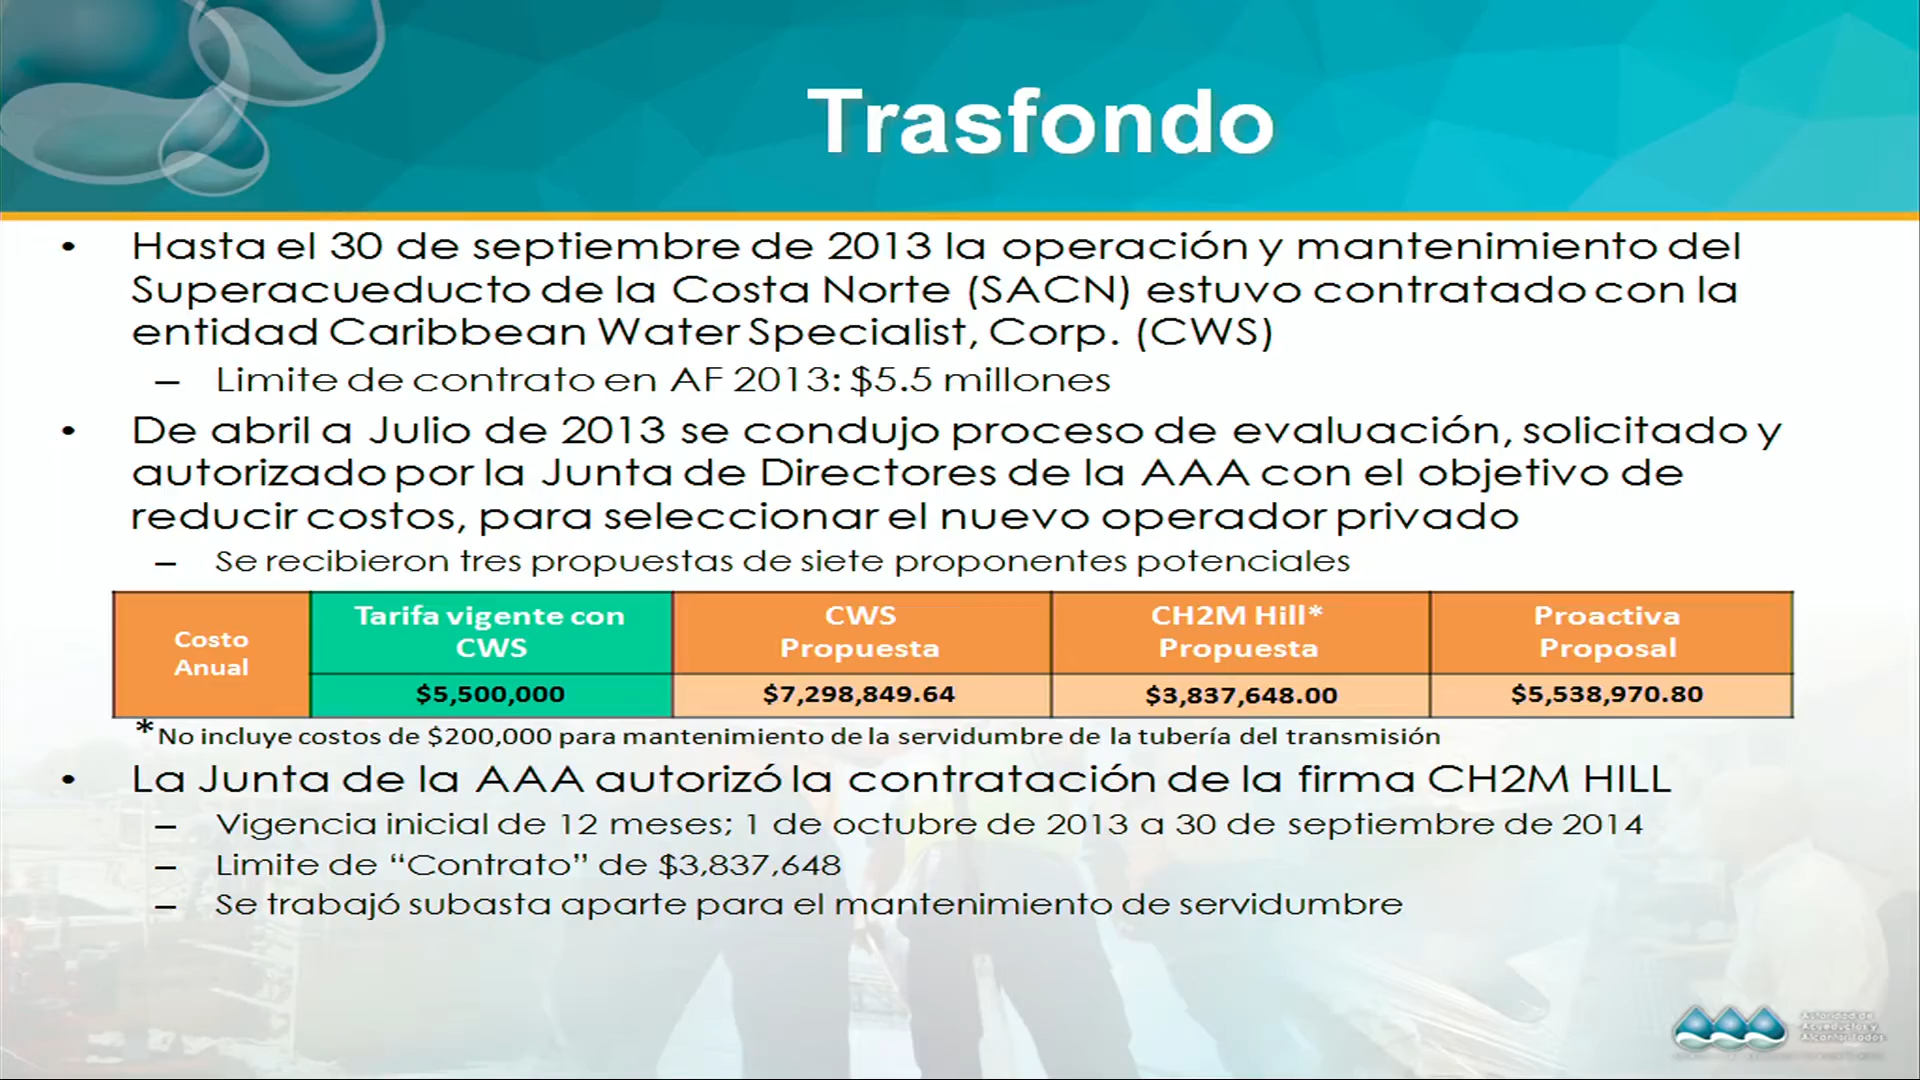 Trasfondo
• Hasta el 30 de septiembre de 2013 la operación y mantenimiento del
Superacueducto de la Costa Norte (SACN) estuvo contratado con la
entidad Caribbean Water Specialist, Corp. (CWS)
– Limite de contrato en AF 2013: $5.5 millones
• De abril a Julio de 2013 se condujo proceso de evaluación, solicitado y
autorizado por la Junta de Directores de la AAA con el objetivo de
reducir costos, para seleccionar el nuevo operador privado
– Se recibieron tres propuestas de siete proponentes potenciales
Costo
Anual
Tarifa vigente con
CWS
CWS
Propuesta
CH2M Hill*
Propuesta
Proactiva
Proposal
$5,500,000
$7,298,849.64
$3,837,648.00
$5,538,970.80
*No incluye costos de $200,000 para mantenimiento de la servidumbre de la tubería del transmisión
• La Junta de la AAA autorizó la contratación de la firma CH2M HILL
– Vigencia inicial de 12 meses; 1 de octubre de 2013 a 30 de septiembre de 2014
– Limite de “Contrato” de $3,837,648
– Se trabajó subasta aparte para el mantenimiento de servidumbre
Autoridad de
Acueductos y
Alcantarillados